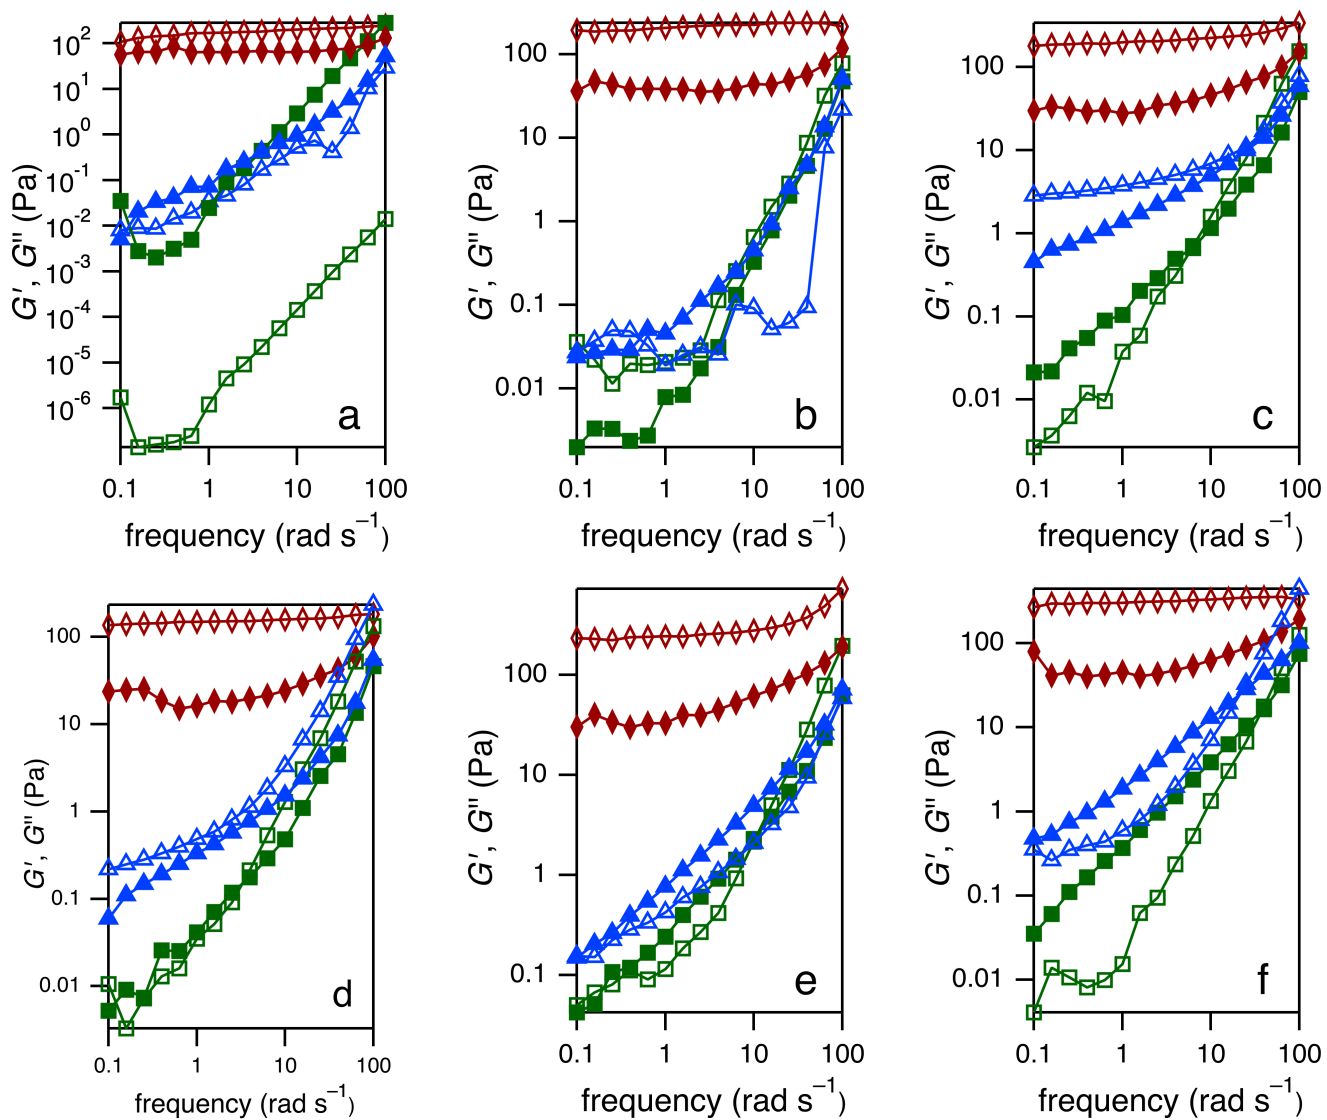 G′, G″ (Pa)
10²
10¹
10⁰
10⁻¹
10⁻²
10⁻³
10⁻⁴
10⁻⁵
10⁻⁶
a
0.1 1 10 100
frequency (rad s⁻¹)
G′, G″ (Pa)
100
10
1
0.1
0.01
b
0.1 1 10 100
frequency (rad s⁻¹)
G′, G″ (Pa)
100
10
1
0.1
0.01
c
0.1 1 10 100
frequency (rad s⁻¹)
G′, G″ (Pa)
100
10
1
0.1
0.01
d
0.1 1 10 100
frequency (rad s⁻¹)
G′, G″ (Pa)
100
10
1
0.1
e
0.1 1 10 100
frequency (rad s⁻¹)
G′, G″ (Pa)
100
10
1
0.1
0.01
f
0.1 1 10 100
frequency (rad s⁻¹)